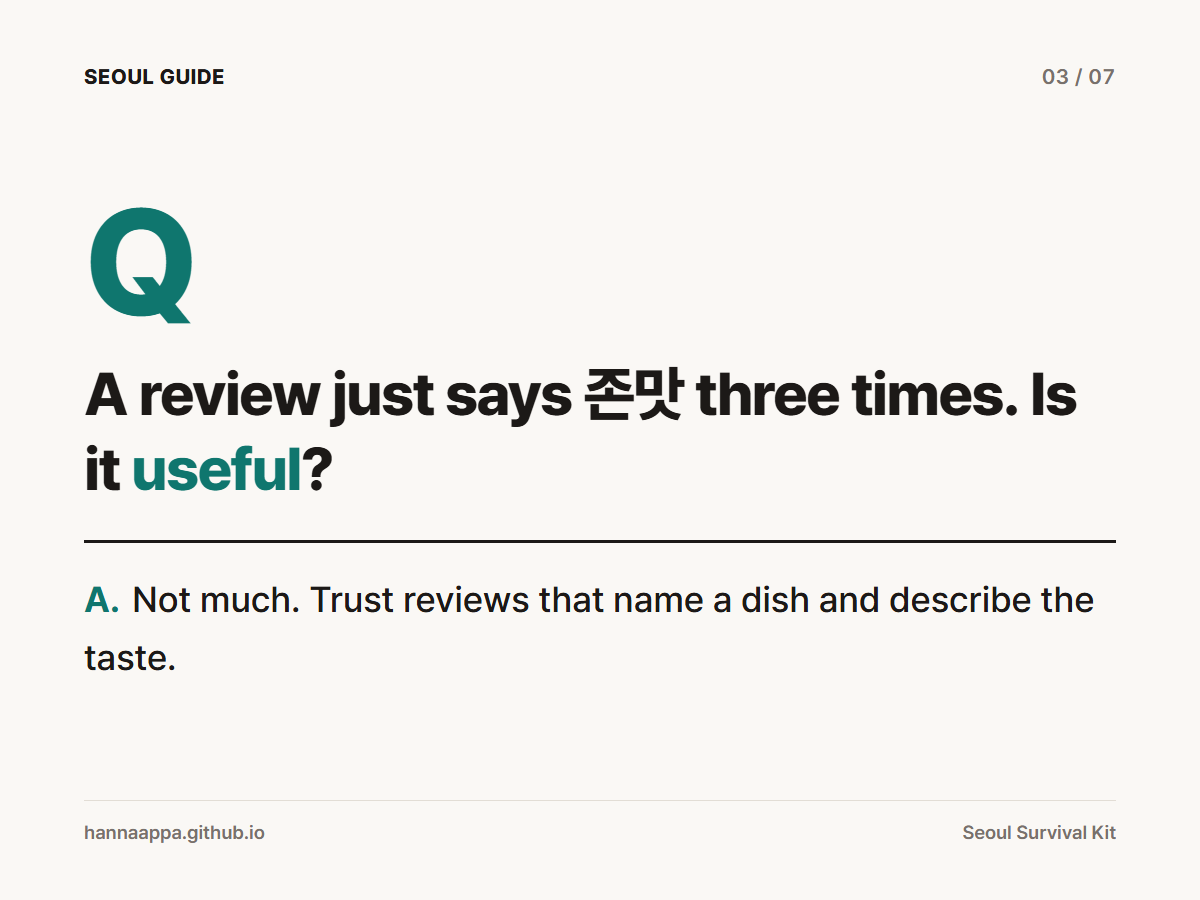 SEOUL GUIDE
03 / 07
Q
A review just says 존맛 three times. Is
it useful?
A. Not much. Trust reviews that name a dish and describe the
taste.
hannaappa.github.io
Seoul Survival Kit